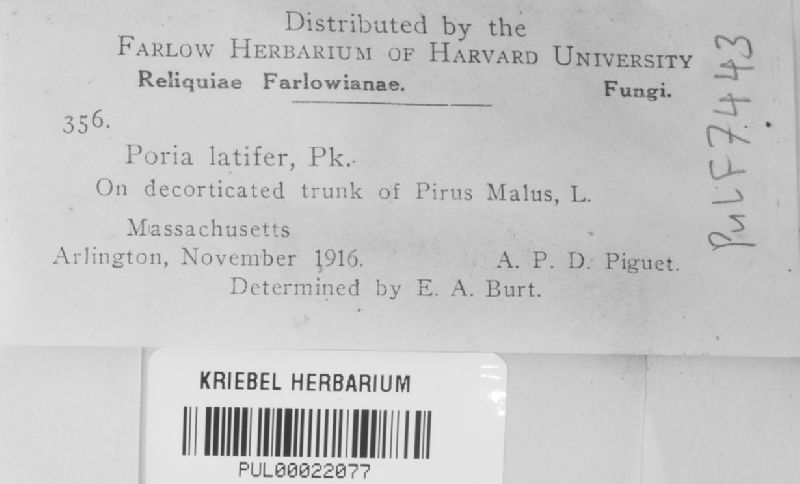 Distributed by the
FARLOW HERBARIUM OF HARVARD UNIVERSITY
Reliquiae Farlowianae. Fungi.
356.
Poria latifer, Pk.
On decorticated trunk of Pirus Malus, L.
Massachusetts
Arlington, November 1916. A. P. D. Piguet.
Determined by E. A. Burt.
PUL F7443
KRIEBEL HERBARIUM
PUL00022077